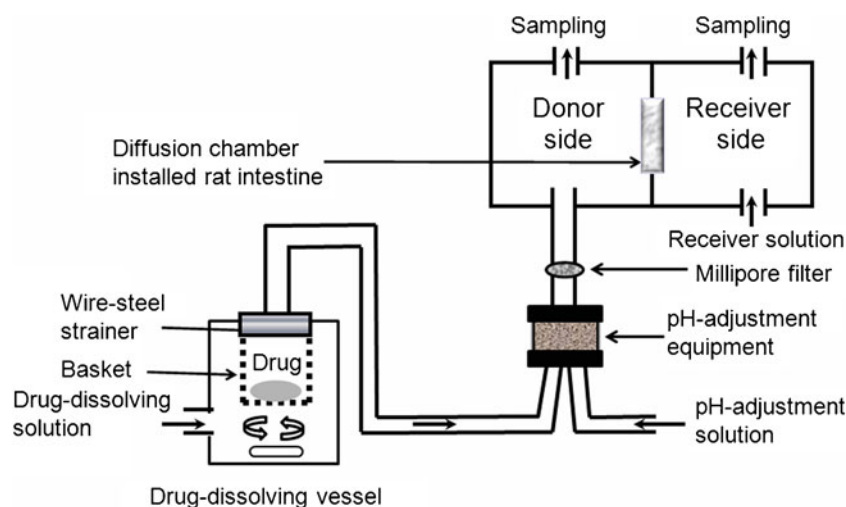 Sampling
Sampling
Donor
side
Receiver
side
Diffusion chamber
installed rat intestine
Receiver solution
Millipore filter
Wire-steel
strainer
pH-adjustment
equipment
Basket
Drug
Drug-dissolving
solution
pH-adjustment
solution
Drug-dissolving vessel